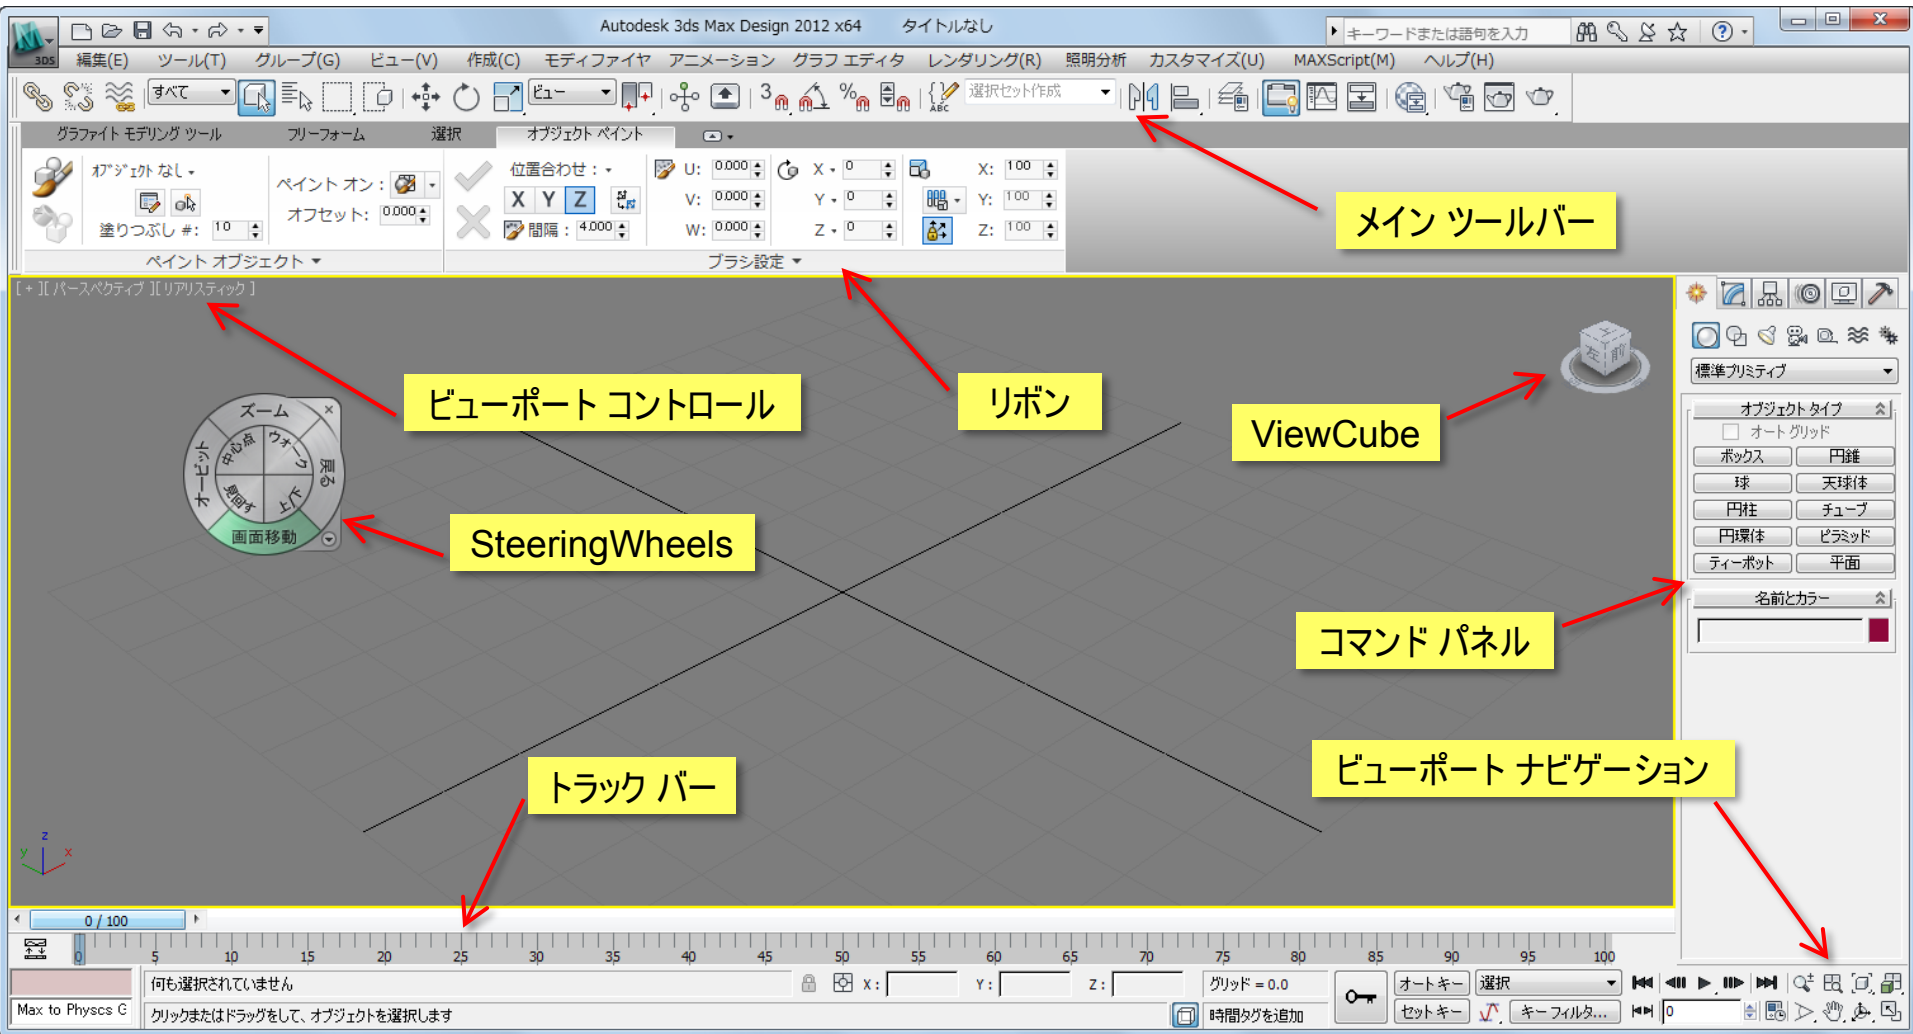 Autodesk 3ds Max Design 2012 x64 タイトルなし
キーワードまたは語句を入力
3DS
編集(E) ツール(T) グループ(G) ビュー(V) 作成(C) モディファイヤ アニメーション グラフ エディタ レンダリング(R) 照明分析 カスタマイズ(U) MAXScript(M) ヘルプ(H)
すべて ビュー 3 % ABC 選択セット作成
グラファイト モデリング ツール フリーフォーム 選択 オブジェクト ペイント
オブジェクト なし ペイント オン: 位置合わせ: U: 0.000 X 0 X: 100
オフセット: 0.000 X Y Z V: 0.000 Y 0 Y: 100
塗りつぶし #: 10 間隔: 4.000 W: 0.000 Z 0 Z: 100
ペイント オブジェクト ブラシ設定
メイン ツールバー
[ + ][ パースペクティブ ][ リアリスティック ]
左 前
標準プリミティブ
ビューポート コントロール
リボン
ViewCube
オブジェクト タイプ
オートグリッド
ボックス 円錐
球 天球体
円柱 チューブ
円環体 ピラミッド
ティーポット 平面
名前とカラー
ズーム
中心点 ウォーク
オービット 戻る
見回す 上/下
画面移動
SteeringWheels
コマンド パネル
ビューポート ナビゲーション
トラック バー
z
y x
0 / 100
0 5 10 15 20 25 30 35 40 45 50 55 60 65 70 75 80 85 90 95 100
何も選択されていません X: Y: Z: グリッド = 0.0 オートキー 選択
Max to Physcs C クリックまたはドラッグをして、オブジェクトを選択します 時間タグを追加 セットキー キーフィルタ... 0